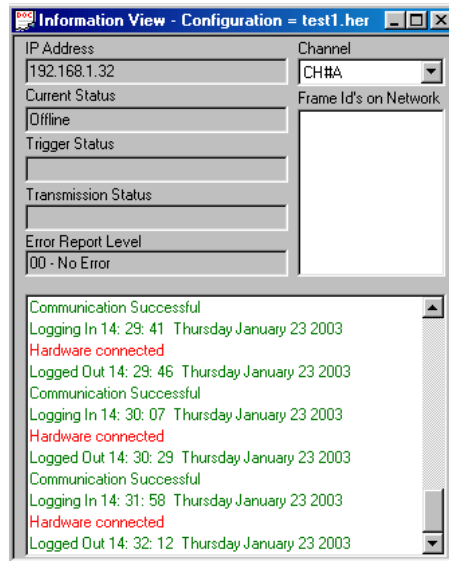 Information View - Configuration = test1.her
IP Address
192.168.1.32
Current Status
Offline
Trigger Status
Transmission Status
Error Report Level
00 - No Error
Channel
CH#A
Frame Id's on Network
Communication Successful
Logging In 14: 29: 41 Thursday January 23 2003
Hardware connected
Logged Out 14: 29: 46 Thursday January 23 2003
Communication Successful
Logging In 14: 30: 07 Thursday January 23 2003
Hardware connected
Logged Out 14: 30: 29 Thursday January 23 2003
Communication Successful
Logging In 14: 31: 58 Thursday January 23 2003
Hardware connected
Logged Out 14: 32: 12 Thursday January 23 2003